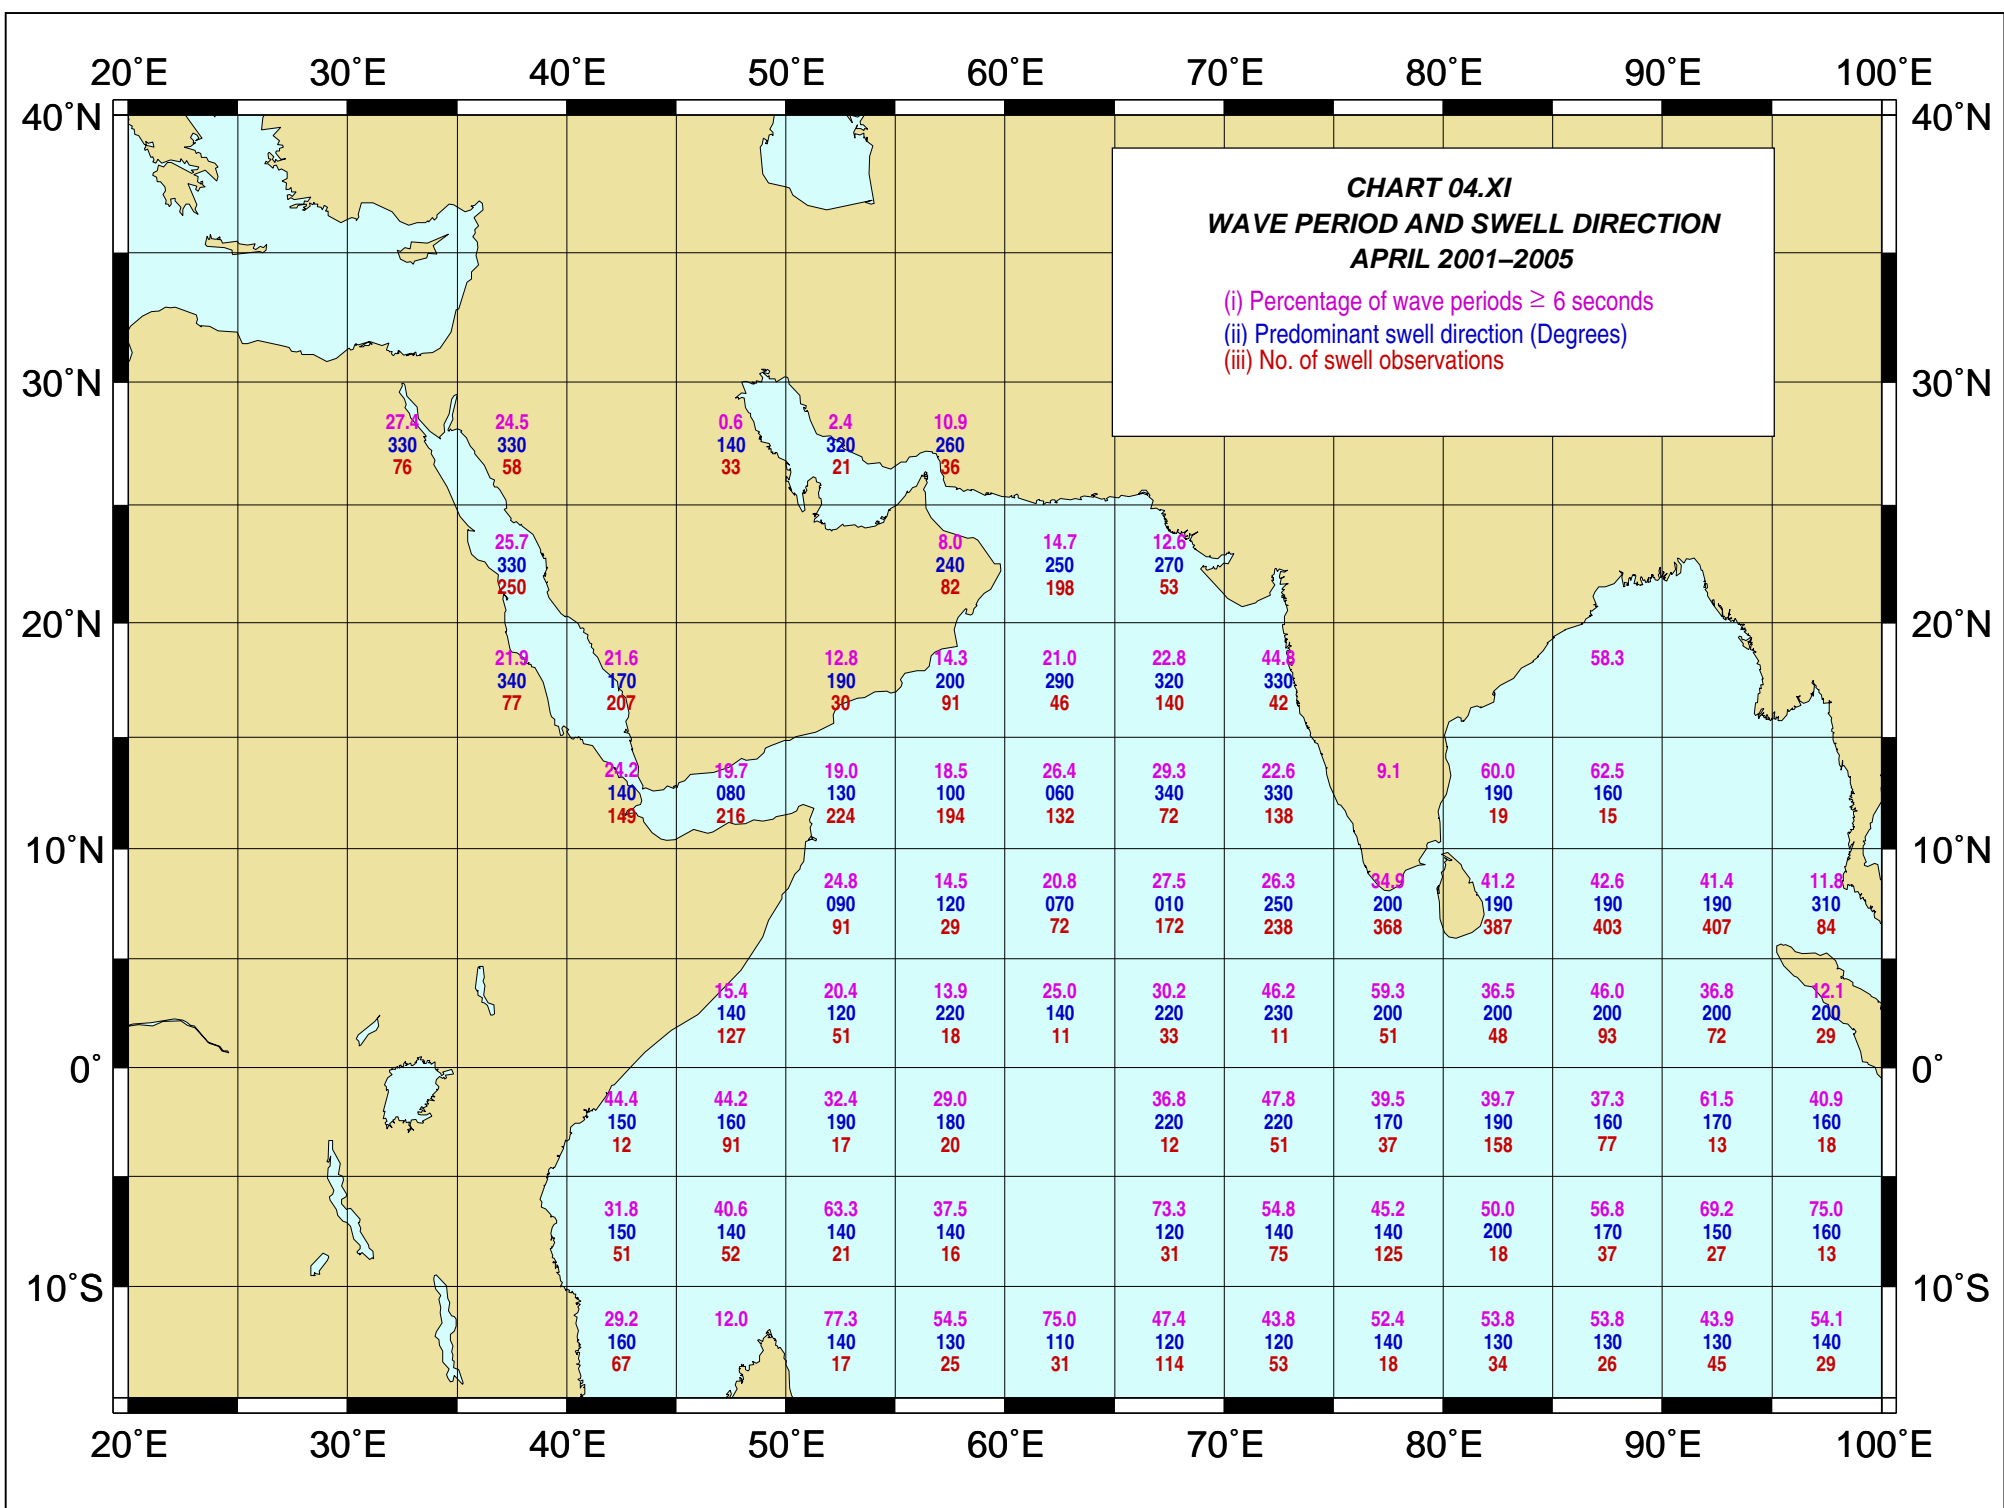 20°E 30°E 40°E 50°E 60°E 70°E 80°E 90°E 100°E
40°N 40°N
CHART 04.XI
WAVE PERIOD AND SWELL DIRECTION
APRIL 2001–2005
(i) Percentage of wave periods ≥ 6 seconds
(ii) Predominant swell direction (Degrees)
(iii) No. of swell observations
30°N 30°N
27.4 24.5 0.6 2.4 10.9
330 330 140 320 260
76 58 33 21 36
25.7 8.0 14.7 12.6
330 240 250 270
250 82 198 53
20°N 20°N
21.9 21.6 12.8 14.3 21.0 22.8 44.8 58.3
340 170 190 200 290 320 330
77 207 30 91 46 140 42
24.2 19.7 19.0 18.5 26.4 29.3 22.6 9.1 60.0 62.5
140 080 130 100 060 340 330 190 160
149 216 224 194 132 72 138 19 15
10°N 10°N
24.8 14.5 20.8 27.5 26.3 34.9 41.2 42.6 41.4 11.8
090 120 070 010 250 200 190 190 190 310
91 29 72 172 238 368 387 403 407 84
15.4 20.4 13.9 25.0 30.2 46.2 59.3 36.5 46.0 36.8 12.1
140 120 220 140 220 230 200 200 200 200 200
127 51 18 11 33 11 51 48 93 72 29
0° 0°
44.4 44.2 32.4 29.0 36.8 47.8 39.5 39.7 37.3 61.5 40.9
150 160 190 180 220 220 170 190 160 170 160
12 91 17 20 12 51 37 158 77 13 18
31.8 40.6 63.3 37.5 73.3 54.8 45.2 50.0 56.8 69.2 75.0
150 140 140 140 120 140 140 200 170 150 160
51 52 21 16 31 75 125 18 37 27 13
10°S 10°S
29.2 12.0 77.3 54.5 75.0 47.4 43.8 52.4 53.8 53.8 43.9 54.1
160 140 130 110 120 120 140 130 130 130 140
67 17 25 31 114 53 18 34 26 45 29
20°E 30°E 40°E 50°E 60°E 70°E 80°E 90°E 100°E